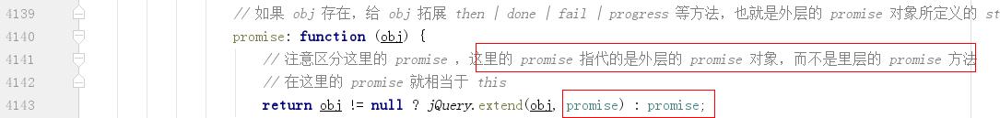 4139 // 如果 obj 存在，给 obj 拓展 then | done | fail | progress 等方法，也就是外层的 promise 对象所定义的 st
4140 promise: function (obj) {
4141 // 注意区分这里的 promise ，这里的 promise 指代的是外层的 promise 对象，而不是里层的 promise 方法
4142 // 在这里的 promise 就相当于 this
4143 return obj != null ? jQuery.extend(obj, promise) : promise;